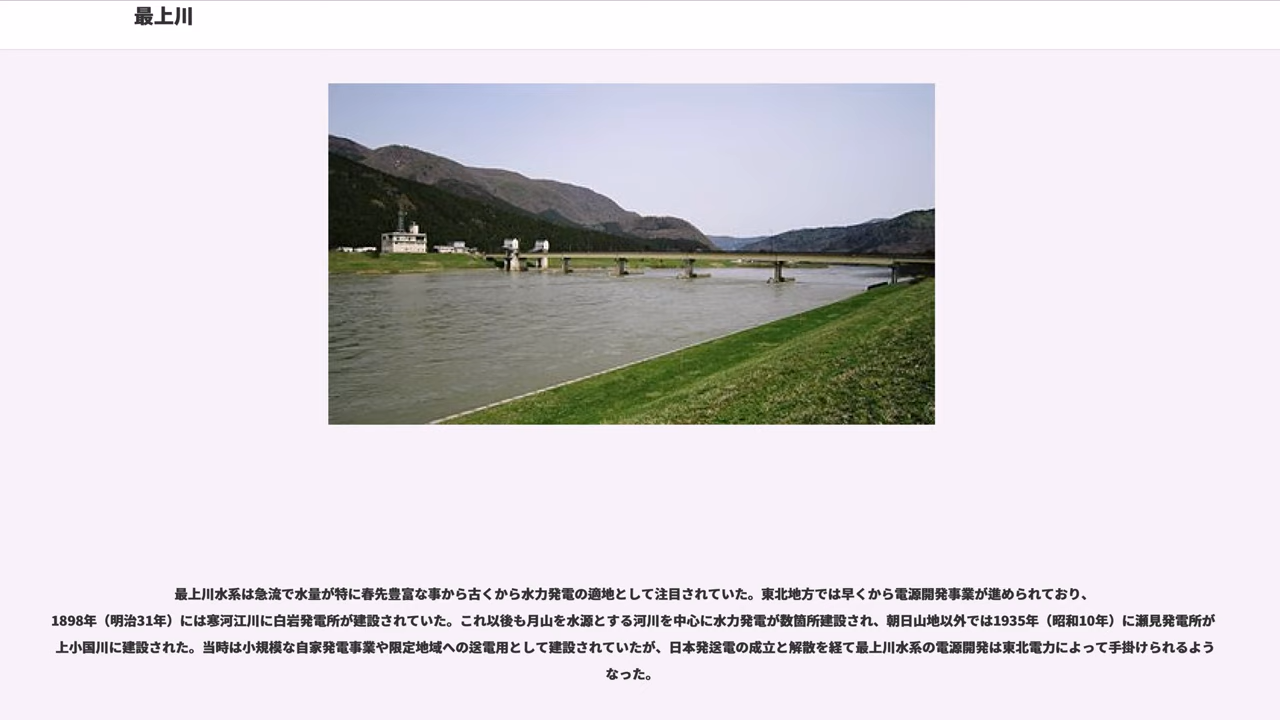 最上川
最上川水系は急流で水量が特に春先豊富な事から古くから水力発電の適地として注目されていた。東北地方では早くから電源開発事業が進められており、
1898年（明治31年）には寒河江川に白岩発電所が建設されていた。これ以後も月山を水源とする河川を中心に水力発電が数箇所建設され、朝日山地以外では1935年（昭和10年）に瀬見発電所が
上小国川に建設された。当時は小規模な自家発電事業や限定地域への送電用として建設されていたが、日本発送電の成立と解散を経て最上川水系の電源開発は東北電力によって手掛けられるよう
なった。